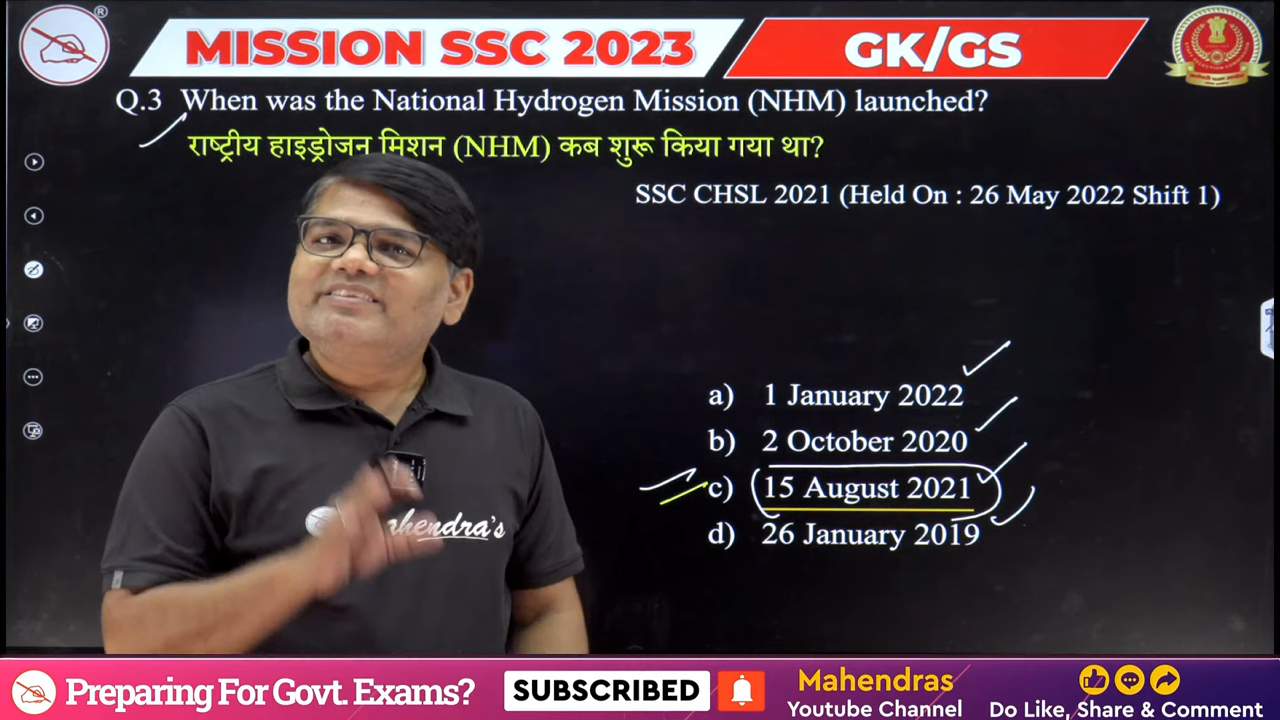 MISSION SSC 2023
GK/GS
®
Q.3 When was the National Hydrogen Mission (NHM) launched?
राष्ट्रीय हाइड्रोजन मिशन (NHM) कब शुरू किया गया था?
SSC CHSL 2021 (Held On : 26 May 2022 Shift 1)
a) 1 January 2022
b) 2 October 2020
c) 15 August 2021
d) 26 January 2019
Preparing For Govt. Exams?
SUBSCRIBED
Mahendras
Youtube Channel
Do Like, Share & Comment